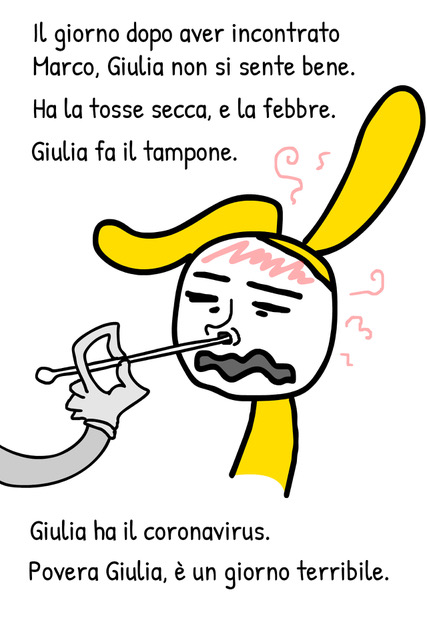 Il giorno dopo aver incontrato
Marco, Giulia non si sente bene.
Ha la tosse secca, e la febbre.
Giulia fa il tampone.
Giulia ha il coronavirus.
Povera Giulia, è un giorno terribile.